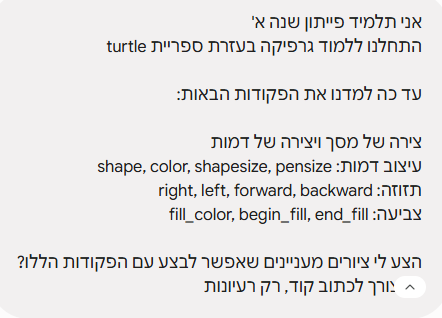 אני תלמיד פייתון שנה א'
התחלנו ללמוד גרפיקה בעזרת ספריית turtle
עד כה למדנו את הפקודות הבאות:
צירה של מסך ויצירה של דמות
עיצוב דמות: shape, color, shapesize, pensize
תזוזה: right, left, forward, backward
צביעה: fill_color, begin_fill, end_fill
הצע לי ציורים מעניינים שאפשר לבצע עם הפקודות הללו?
צורך לכתוב קוד, רק רעיונות